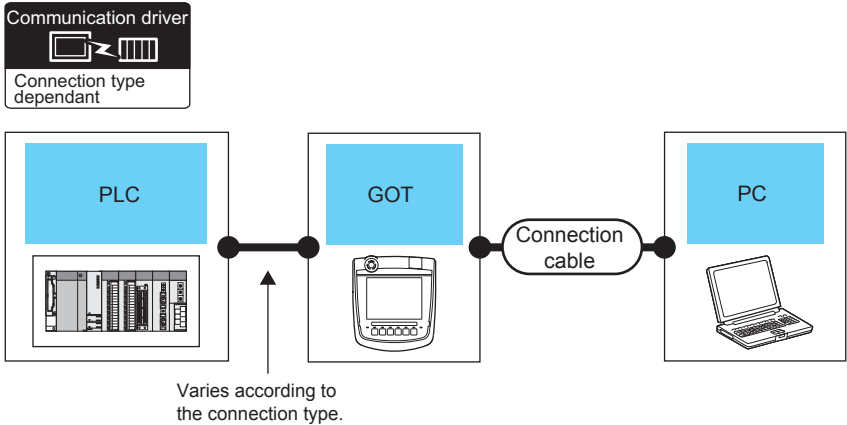 Communication driver
Connection type
dependant
PLC
GOT
PC
Connection
cable
Varies according to
the connection type.